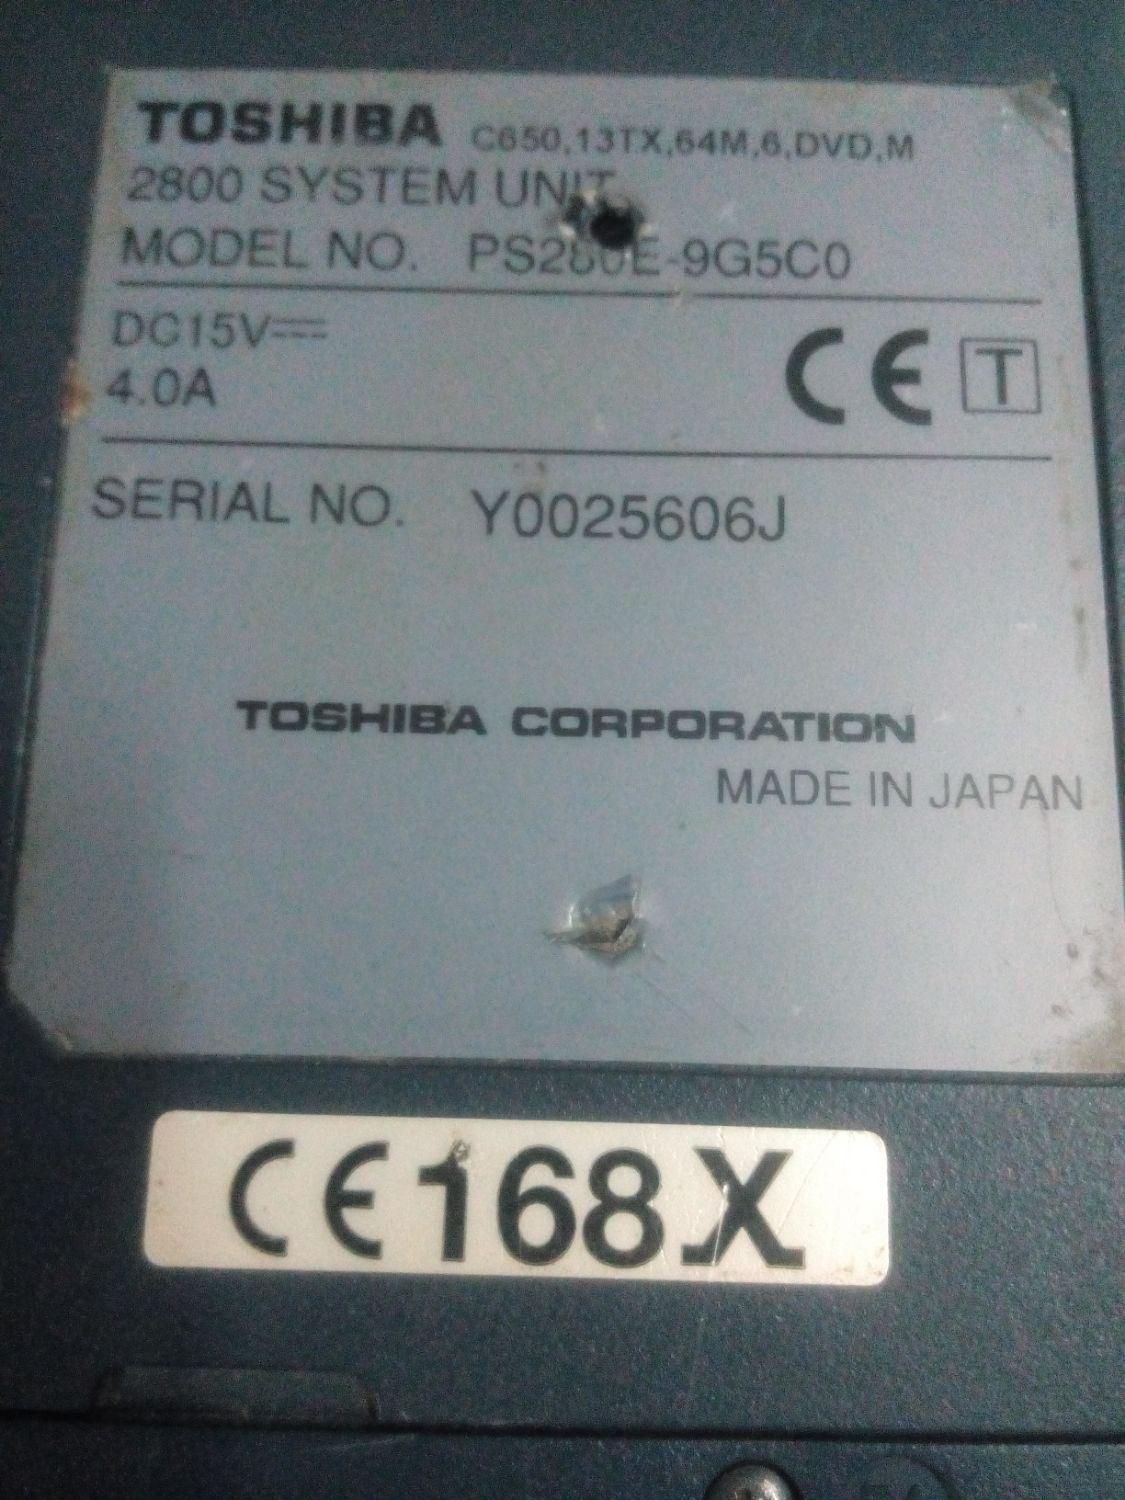 TOSHIBA C650,13TX,64M,6,DVD,M
2800 SYSTEM UNIT
MODEL NO. PS280E-9G5C0
DC15V⎓
4.0A
CE T
SERIAL NO. Y0025606J
TOSHIBA CORPORATION
MADE IN JAPAN
CE168X